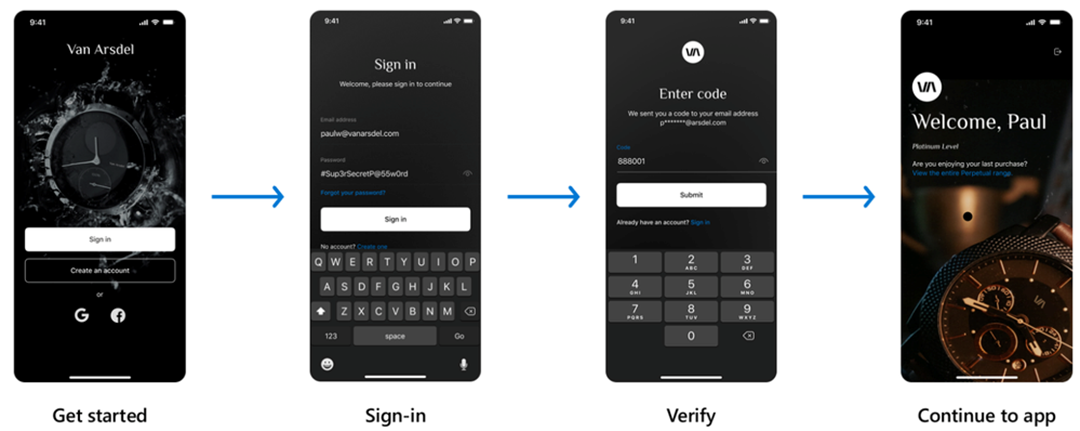 9:41
Van Arsdel
Sign in
Create an account
or
G
f
Get started
9:41
Sign in
Welcome, please sign in to continue
Email address
paulw@vanarsdel.com
Password
#Sup3rSecretP@55w0rd
Forgot your password?
Sign in
No account? Create one
Q W E R T Y U I O P
A S D F G H J K L
Z X C V B N M
123 space Go
Sign-in
9:41
VA
Enter code
We sent you a code to your email address
p*******@arsdel.com
Code
888001
Submit
Already have an account? Sign in
1 2 3
ABC DEF
4 5 6
GHI JKL MNO
7 8 9
PQRS TUV WXYZ
0
Verify
9:41
VA
Welcome, Paul
Platinum Level
Are you enjoying your last purchase?
View the entire Perpetual range
VA
Continue to app